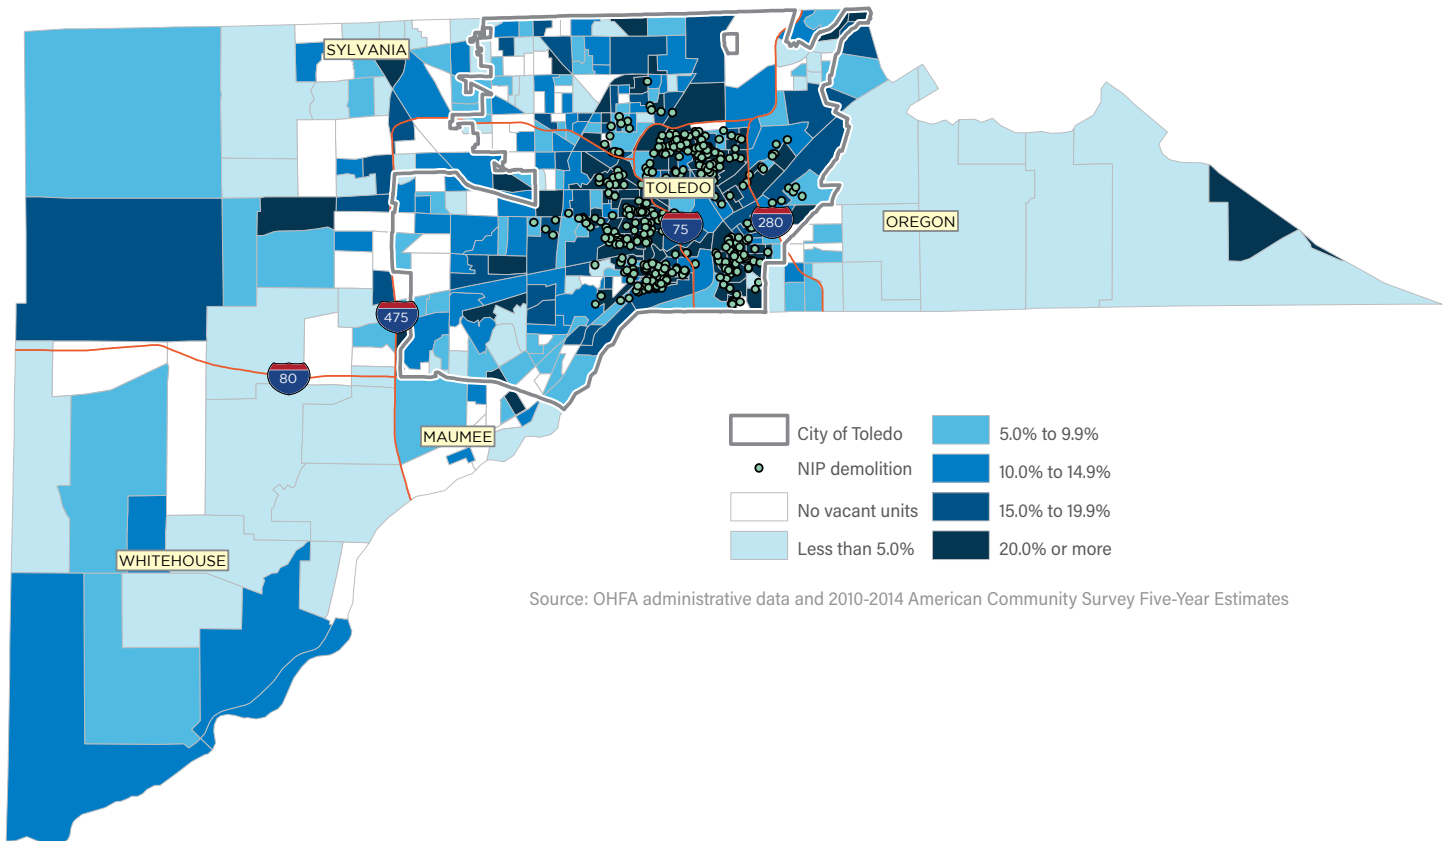 SYLVANIA
TOLEDO
OREGON
75
280
475
80
MAUMEE
WHITEHOUSE
City of Toledo
NIP demolition
No vacant units
Less than 5.0%
5.0% to 9.9%
10.0% to 14.9%
15.0% to 19.9%
20.0% or more
Source: OHFA administrative data and 2010-2014 American Community Survey Five-Year Estimates